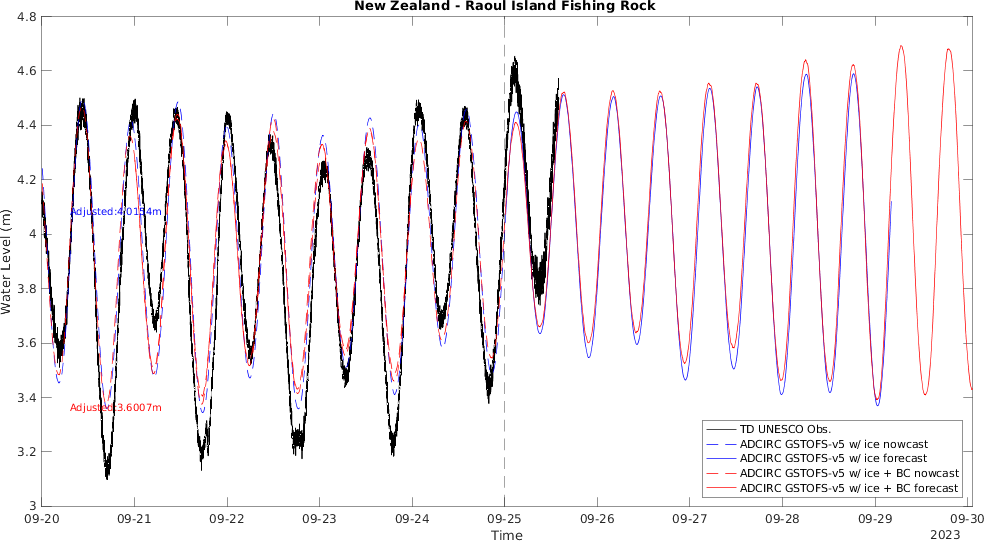 New Zealand - Raoul Island Fishing Rock
4.8
4.6
4.4
4.2
4
3.8
3.6
3.4
3.2
3
Water Level (m)
Adjusted:4.0154m
Adjusted:3.6007m
TD UNESCO Obs.
ADCIRC GSTOFS-v5 w/ ice nowcast
ADCIRC GSTOFS-v5 w/ ice forecast
ADCIRC GSTOFS-v5 w/ ice + BC nowcast
ADCIRC GSTOFS-v5 w/ ice + BC forecast
09-20 09-21 09-22 09-23 09-24 09-25 09-26 09-27 09-28 09-29 09-30
Time
2023